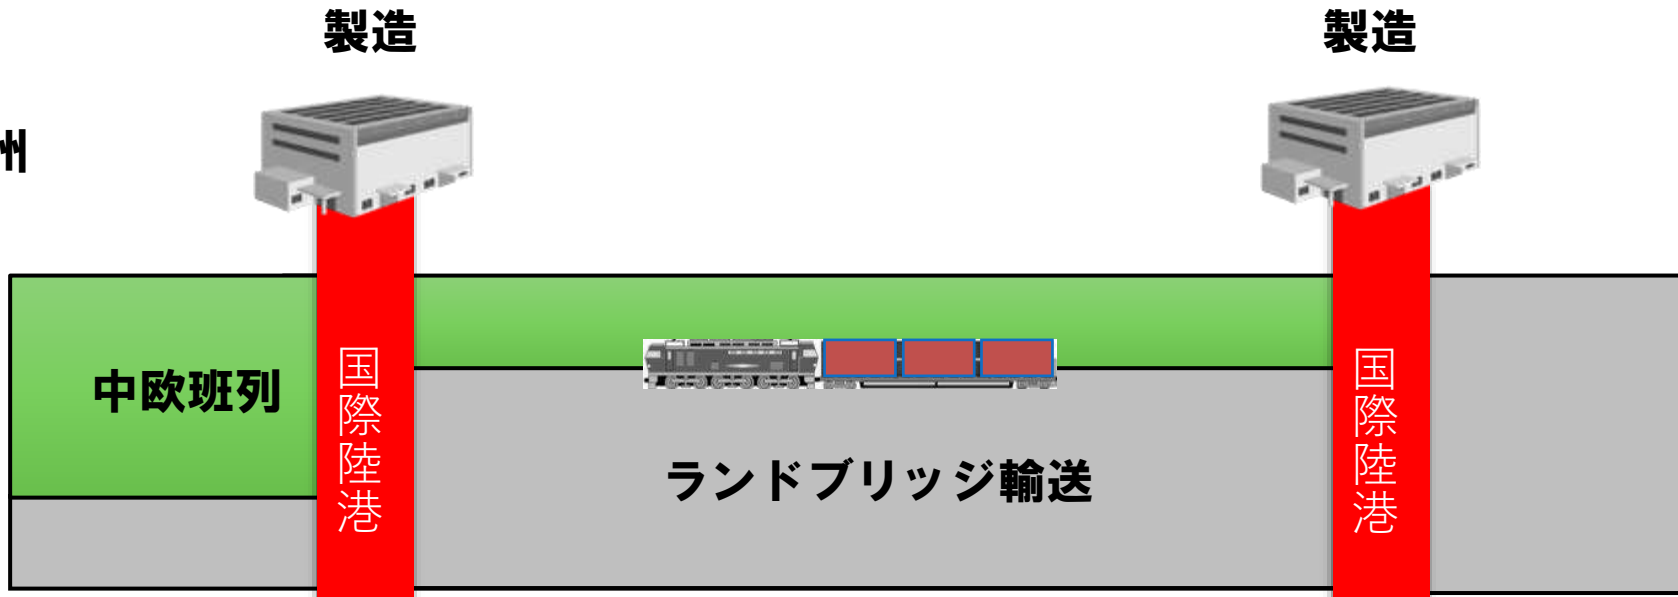 製造
製造
州
中欧班列
国際陸港
ランドブリッジ輸送
国際陸港